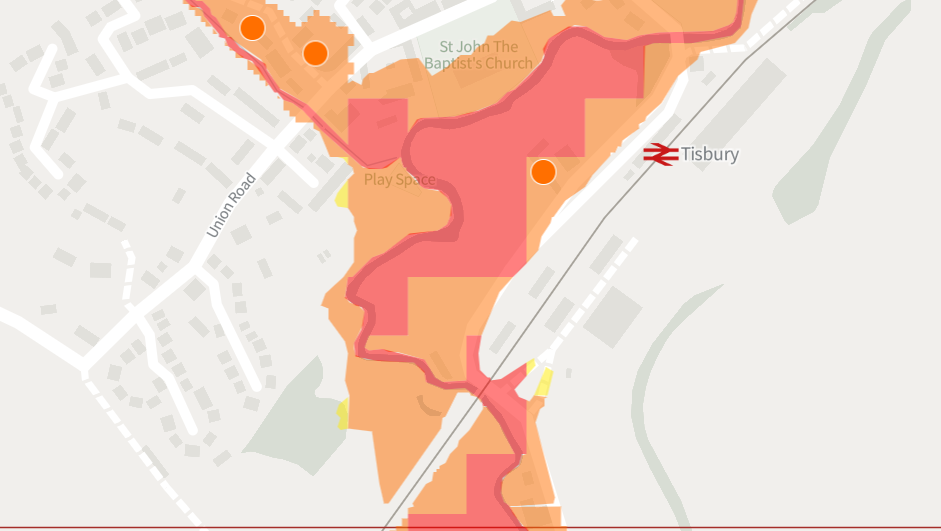 St John The
Baptist's Church
Tisbury
Play Space
Union Road